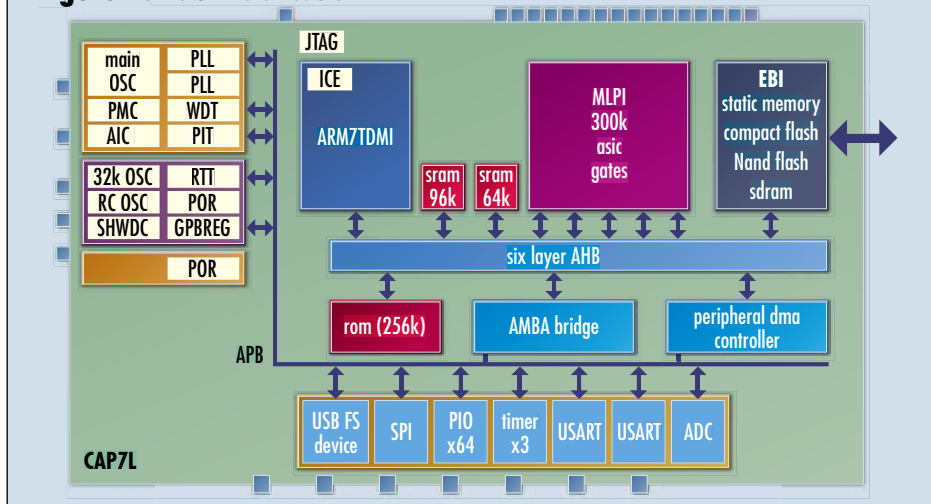 JTAG
main
OSC
PLL
PLL
PMC
WDT
AIC
PIT
32k OSC
RTT
RC OSC
POR
SHWDC
GPBREG
POR
ICE
ARM7TDMI
sram
96k
sram
64k
MLPI
300k
asic
gates
EBI
static memory
compact flash
Nand flash
sdram
six layer AHB
rom (256k)
AMBA bridge
peripheral dma
controller
APB
USB FS
device
SPI
PIO
x64
timer
x3
USART
USART
ADC
CAP7L